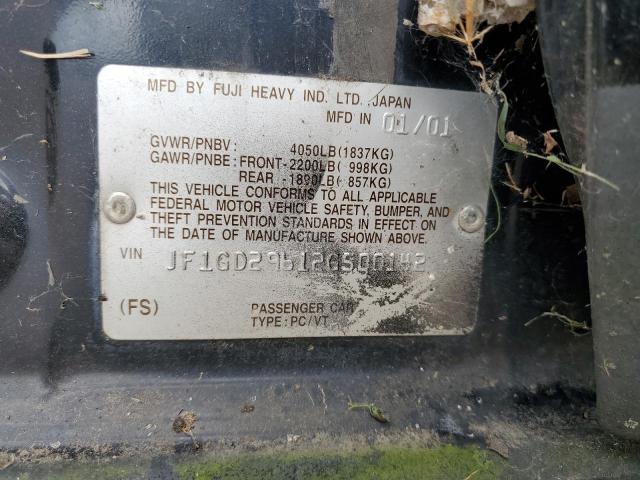 MFD BY FUJI HEAVY IND. LTD. JAPAN
MFD IN 01/01
GVWR/PNBV: 4050LB(1837KG)
GAWR/PNBE: FRONT-2200LB( 998KG)
REAR -1890LB( 857KG)
THIS VEHICLE CONFORMS TO ALL APPLICABLE
FEDERAL MOTOR VEHICLE SAFETY, BUMPER, AND
THEFT PREVENTION STANDARDS IN EFFECT ON
THE DATE OF MANUFACTURE SHOWN ABOVE.
VIN JF1GD29612G500142
(FS) PASSENGER CAR
TYPE: PC/VT